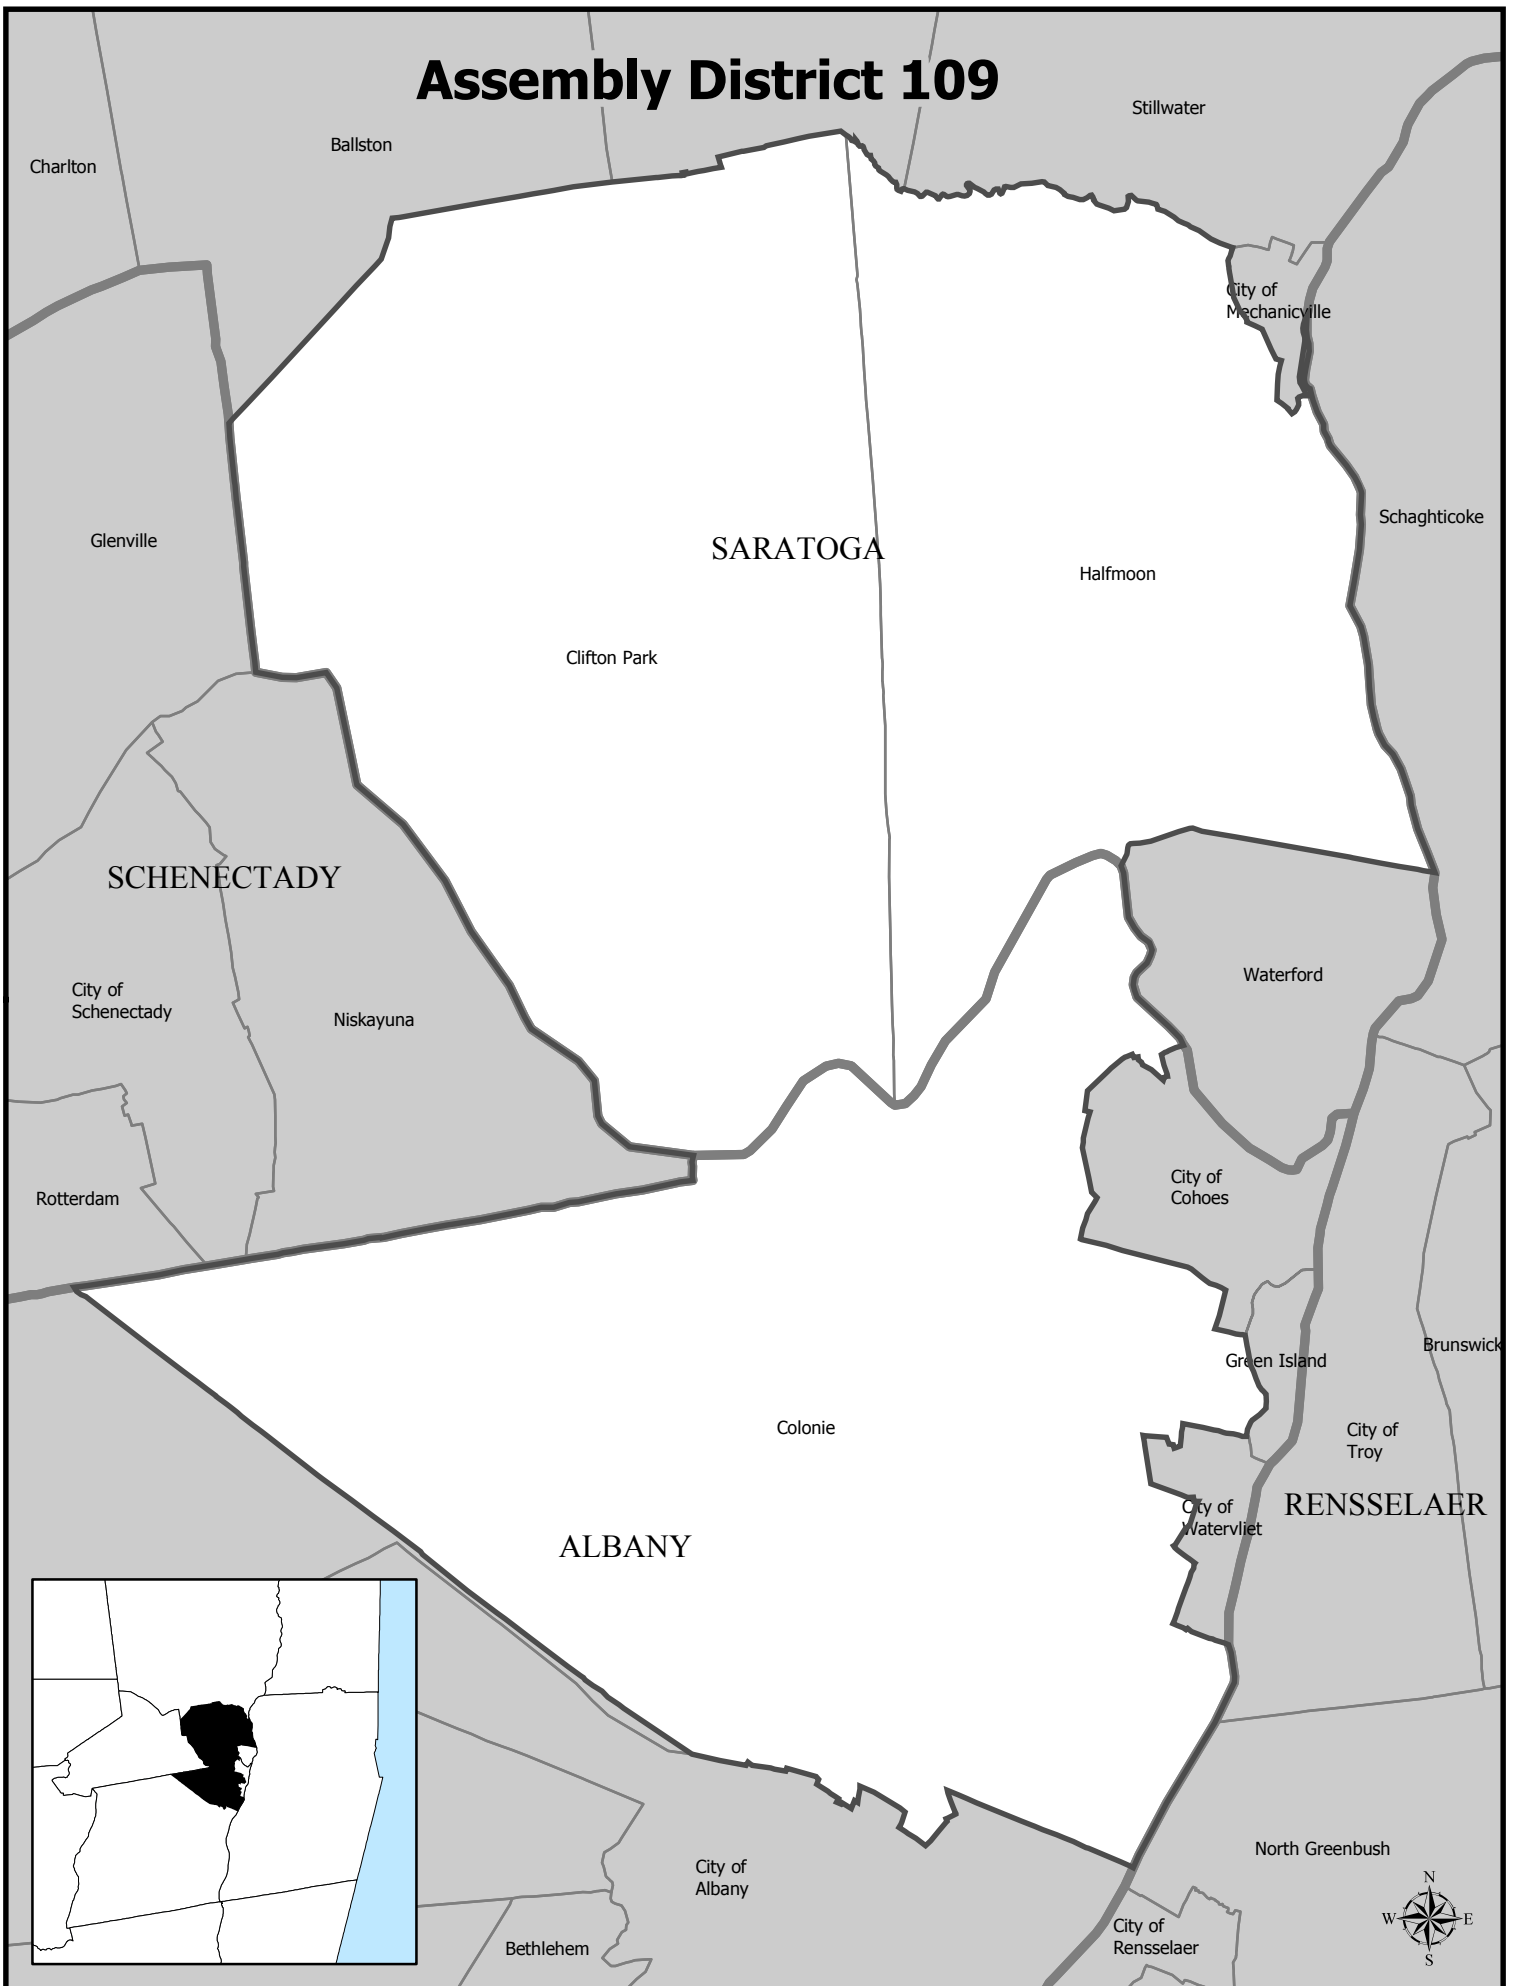 Assembly District 109
Stillwater
Ballston
Charlton
City of
Mechanicville
Schaghticoke
Glenville
SARATOGA
Halfmoon
Clifton Park
SCHENECTADY
Waterford
City of
Schenectady
Niskayuna
City of
Cohoes
Rotterdam
Brunswick
Green Island
Colonie
City of
Troy
City of
Watervliet
RENSSELAER
ALBANY
North Greenbush
City of
Albany
City of
Rensselaer
Bethlehem
N
W
E
S